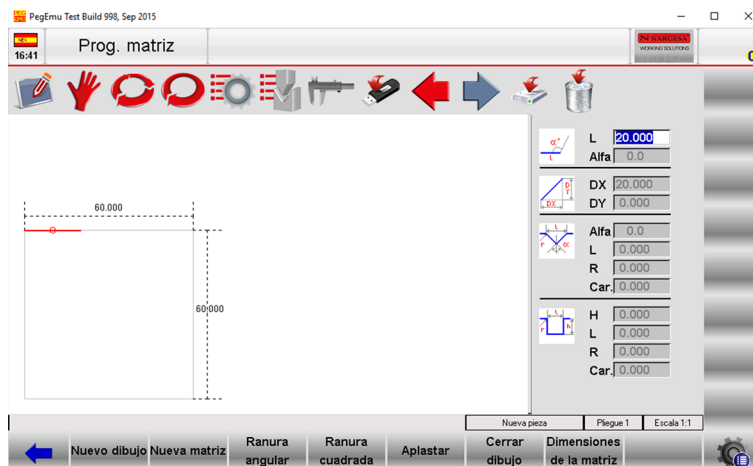 PegEmu Test Build 998, Sep 2015
16:41
Prog. matriz
NARGESA
WORKING SOLUTIONS
L 20.000
Alfa 0.0
DX 20.000
DY 0.000
Alfa 0.0
L 0.000
R 0.000
Car. 0.000
H 0.000
L 0.000
R 0.000
Car. 0.000
60.000
60.000
Nueva pieza Pliegue 1 Escala 1:1
Nuevo dibujo
Nueva matriz
Ranura
angular
Ranura
cuadrada
Aplastar
Cerrar
dibujo
Dimensiones
de la matriz